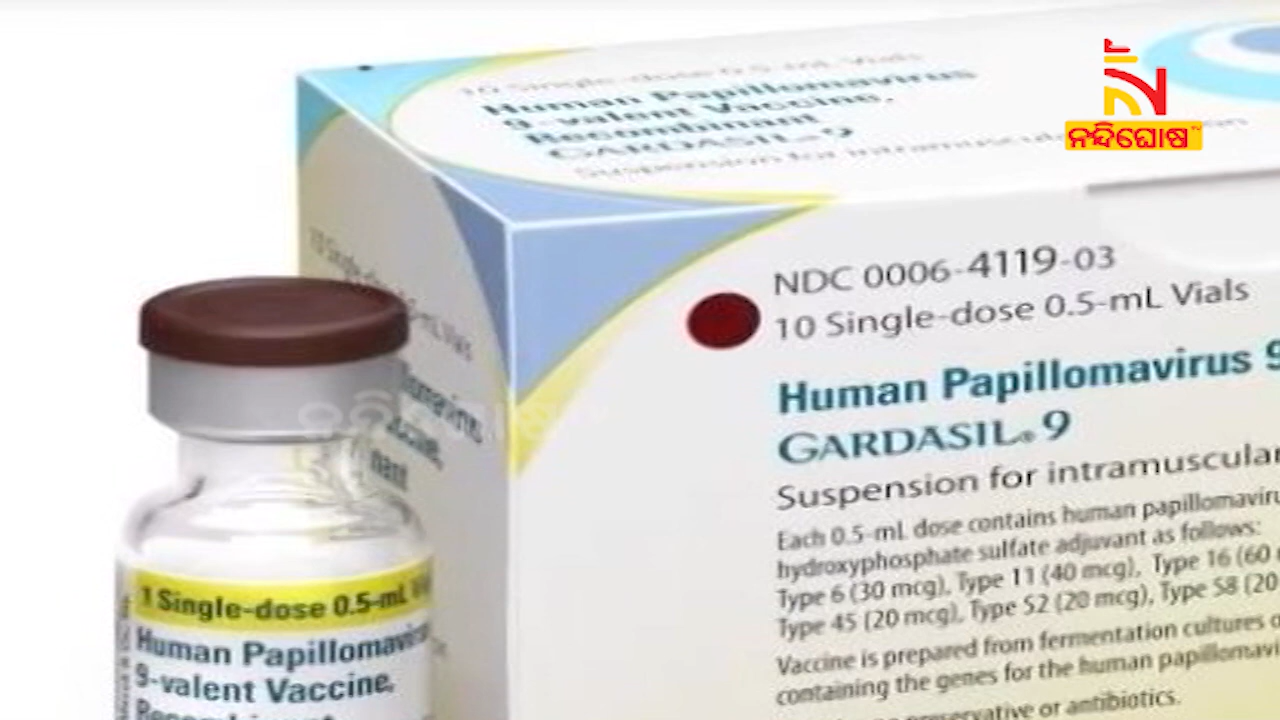 10 Single-dose 0.5-mL Vials
Human Papillomavirus
9-valent Vaccine,
Recombinant
GARDASIL® 9
Suspension for intramuscular
ନନ୍ଦିଘୋଷ
NDC 0006-4119-03
10 Single-dose 0.5-mL Vials
Human Papillomavirus 9
GARDASIL® 9
Suspension for intramuscular
Each 0.5-mL dose contains human papillomavirus
hydroxyphosphate sulfate adjuvant as follows:
Type 6 (30 mcg), Type 11 (40 mcg), Type 16 (60
Type 45 (20 mcg), Type 52 (20 mcg), Type 58 (20
Vaccine is prepared from fermentation cultures
containing the genes for the human papillomavi
preservative or antibiotics.
1 Single-dose 0.5-mL
Human Papillomavirus
9-valent Vaccine,
Recombinant